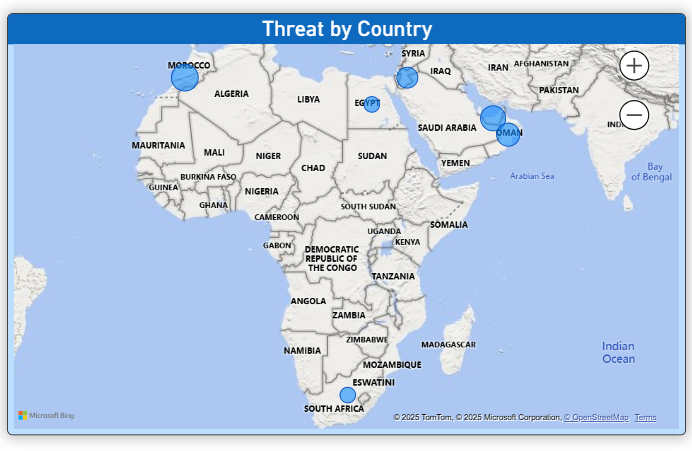 Threat by Country
SYRIA
MOROCCO
IRAQ
IRAN
AFGHANISTAN
ALGERIA
LIBYA
EGYPT
PAKISTAN
SAUDI ARABIA
OMAN
MAURITANIA
MALI
NIGER
CHAD
SUDAN
YEMEN
Arabian Sea
Bay
of Bengal
BURKINA FASO
GUINEA
NIGERIA
GHANA
SOUTH SUDAN
CAMEROON
SOMALIA
UGANDA
KENYA
GABON
DEMOCRATIC
REPUBLIC OF
THE CONGO
TANZANIA
ANGOLA
ZAMBIA
ZIMBABWE
MADAGASCAR
NAMIBIA
Indian
Ocean
MOZAMBIQUE
ESWATINI
SOUTH AFRICA
Microsoft Bing
© 2025 TomTom, © 2025 Microsoft Corporation, © OpenStreetMap Terms